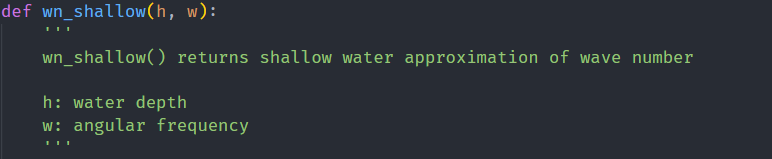 def wn_shallow(h, w):
'''
wn_shallow() returns shallow water approximation of wave number
h: water depth
w: angular frequency
'''